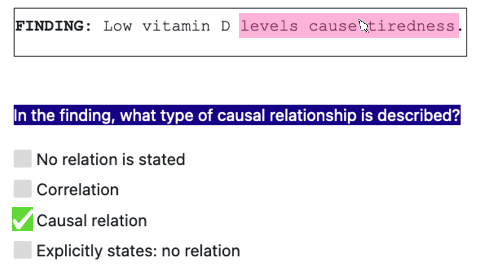 FINDING: Low vitamin D levels cause tiredness.
In the finding, what type of causal relationship is described?
No relation is stated
Correlation
Causal relation
Explicitly states: no relation